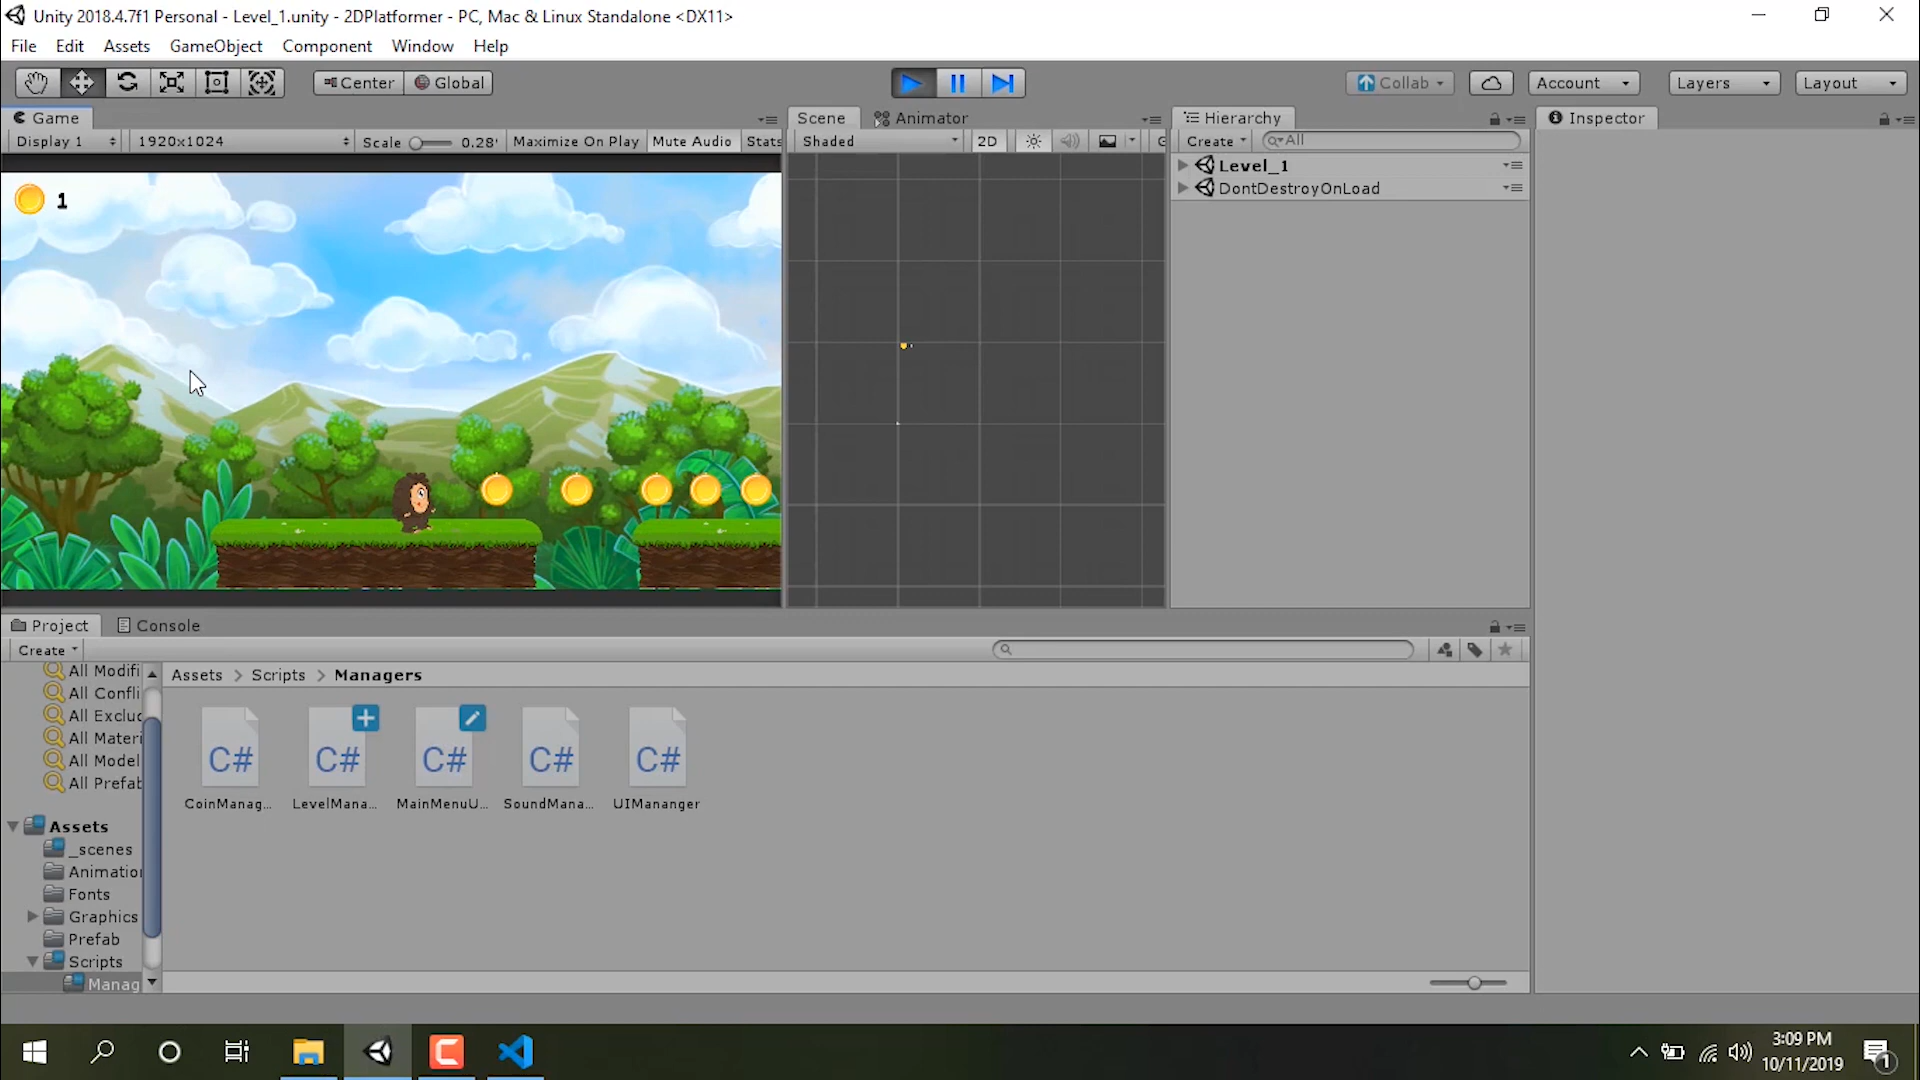 Unity 2018.4.7f1 Personal - Level_1.unity - 2DPlatformer - PC, Mac & Linux Standalone <DX11>
File Edit Assets GameObject Component Window Help
Center Global Collab Account Layers Layout
Game Scene Animator Hierarchy Inspector
Display 1 1920x1024 Scale 0.28 Maximize On Play Mute Audio Stats Shaded 2D Create All
Level_1
DontDestroyOnLoad
1
Project Console
Create
All Modifi
All Confli
All Exclud
All Materi
All Model
All Prefab
Assets
_scenes
Animation
Fonts
Graphics
Prefab
Scripts
Manag
Assets > Scripts > Managers
C# C# C# C# C#
CoinManag... LevelMana... MainMenuU... SoundMana... UIMananger
3:09 PM
10/11/2019
1